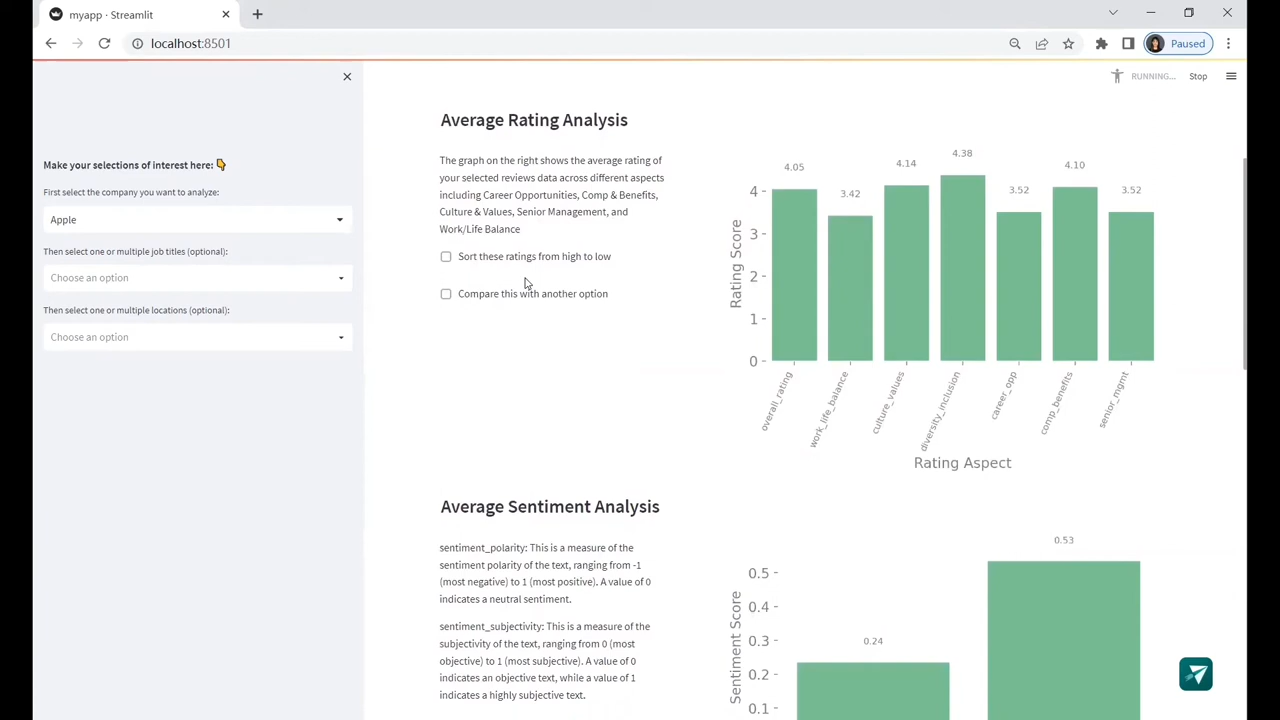 myapp · Streamlit
localhost:8501
Paused
RUNNING...
Stop
Make your selections of interest here:
First select the company you want to analyze:
Apple
Then select one or multiple job titles (optional):
Choose an option
Then select one or multiple locations (optional):
Choose an option
Average Rating Analysis
The graph on the right shows the average rating of
your selected reviews data across different aspects
including Career Opportunities, Comp & Benefits,
Culture & Values, Senior Management, and
Work/Life Balance
Sort these ratings from high to low
Compare this with another option
4.05
3.42
4.14
4.38
3.52
4.10
3.52
Rating Score
4
3
2
1
0
overall_rating
work_life_balance
culture_values
diversity_inclusion
career_opp
comp_benefits
senior_mgmt
Rating Aspect
Average Sentiment Analysis
sentiment_polarity: This is a measure of the
sentiment polarity of the text, ranging from -1
(most negative) to 1 (most positive). A value of 0
indicates a neutral sentiment.
sentiment_subjectivity: This is a measure of the
subjectivity of the text, ranging from 0 (most
objective) to 1 (most subjective). A value of 0
indicates an objective text, while a value of 1
indicates a highly subjective text.
0.24
0.53
Sentiment Score
0.5
0.4
0.3
0.2
0.1